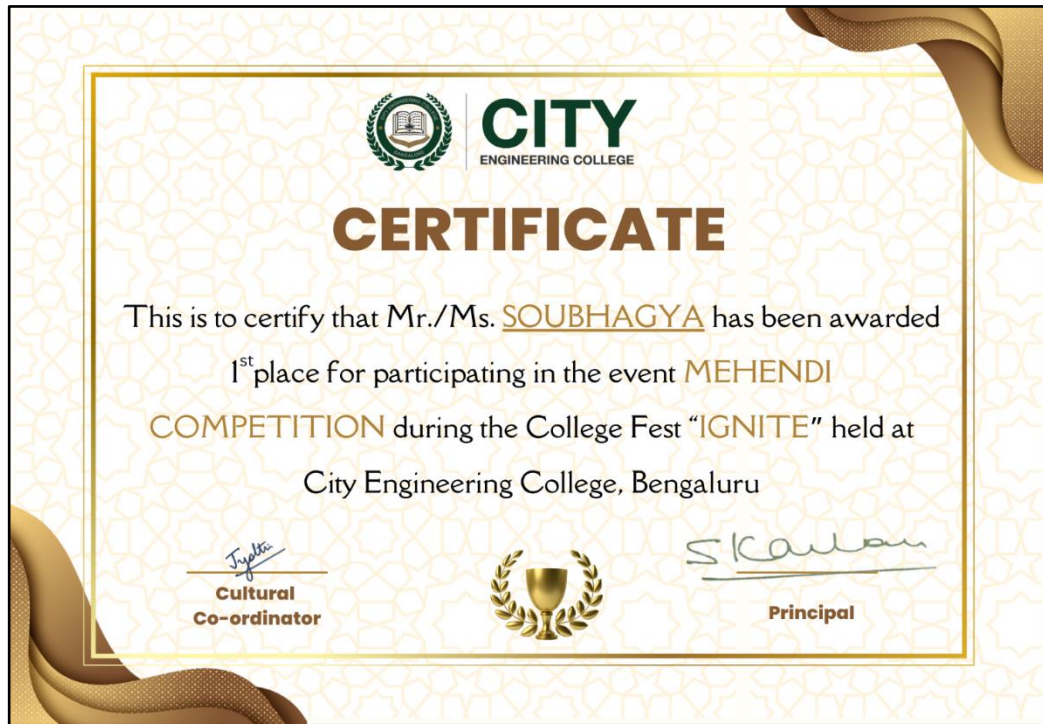 CITY
ENGINEERING COLLEGE
CERTIFICATE
This is to certify that Mr./Ms. SOUBHAGYA has been awarded
1st place for participating in the event MEHENDI
COMPETITION during the College Fest “IGNITE” held at
City Engineering College, Bengaluru
Cultural
Co-ordinator
Principal